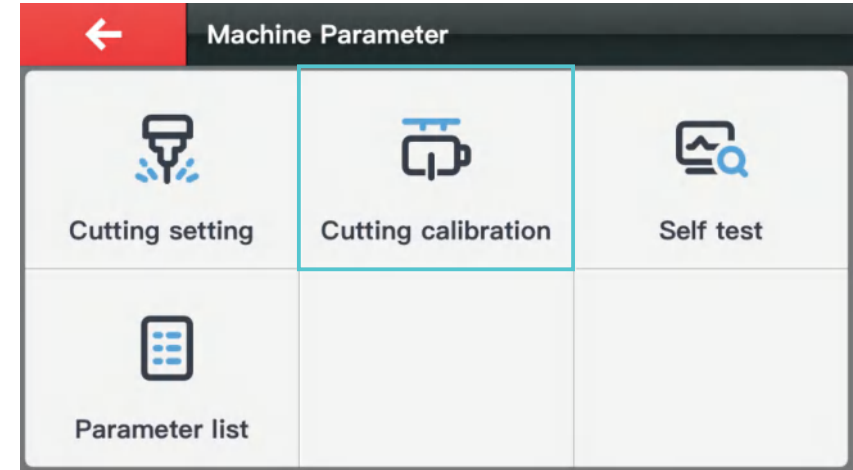 Machine Parameter
Cutting setting
Cutting calibration
Self test
Parameter list